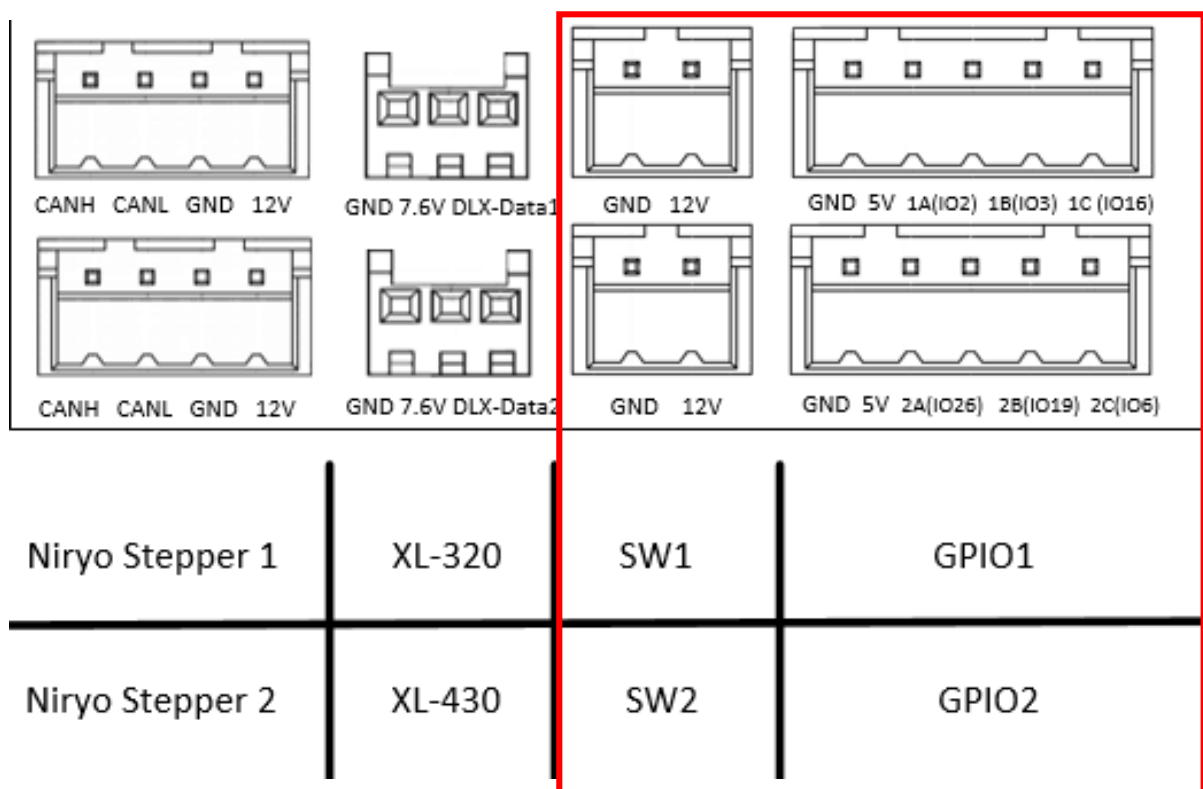 CANH CANL GND 12V
GND 7.6V DLX-Data1
GND 12V
GND 5V 1A(IO2) 1B(IO3) 1C (IO16)
CANH CANL GND 12V
GND 7.6V DLX-Data2
GND 12V
GND 5V 2A(IO26) 2B(IO19) 2C(IO6)
Niryo Stepper 1
XL-320
SW1
GPIO1
Niryo Stepper 2
XL-430
SW2
GPIO2